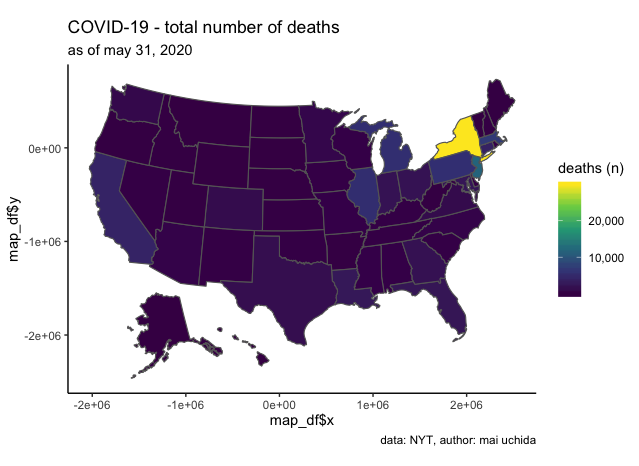 COVID-19 - total number of deaths
as of may 31, 2020
map_df$y
0e+00
-1e+06
-2e+06
deaths (n)
20,000
10,000
-2e+06
-1e+06
0e+00
1e+06
2e+06
map_df$x
data: NYT, author: mai uchida